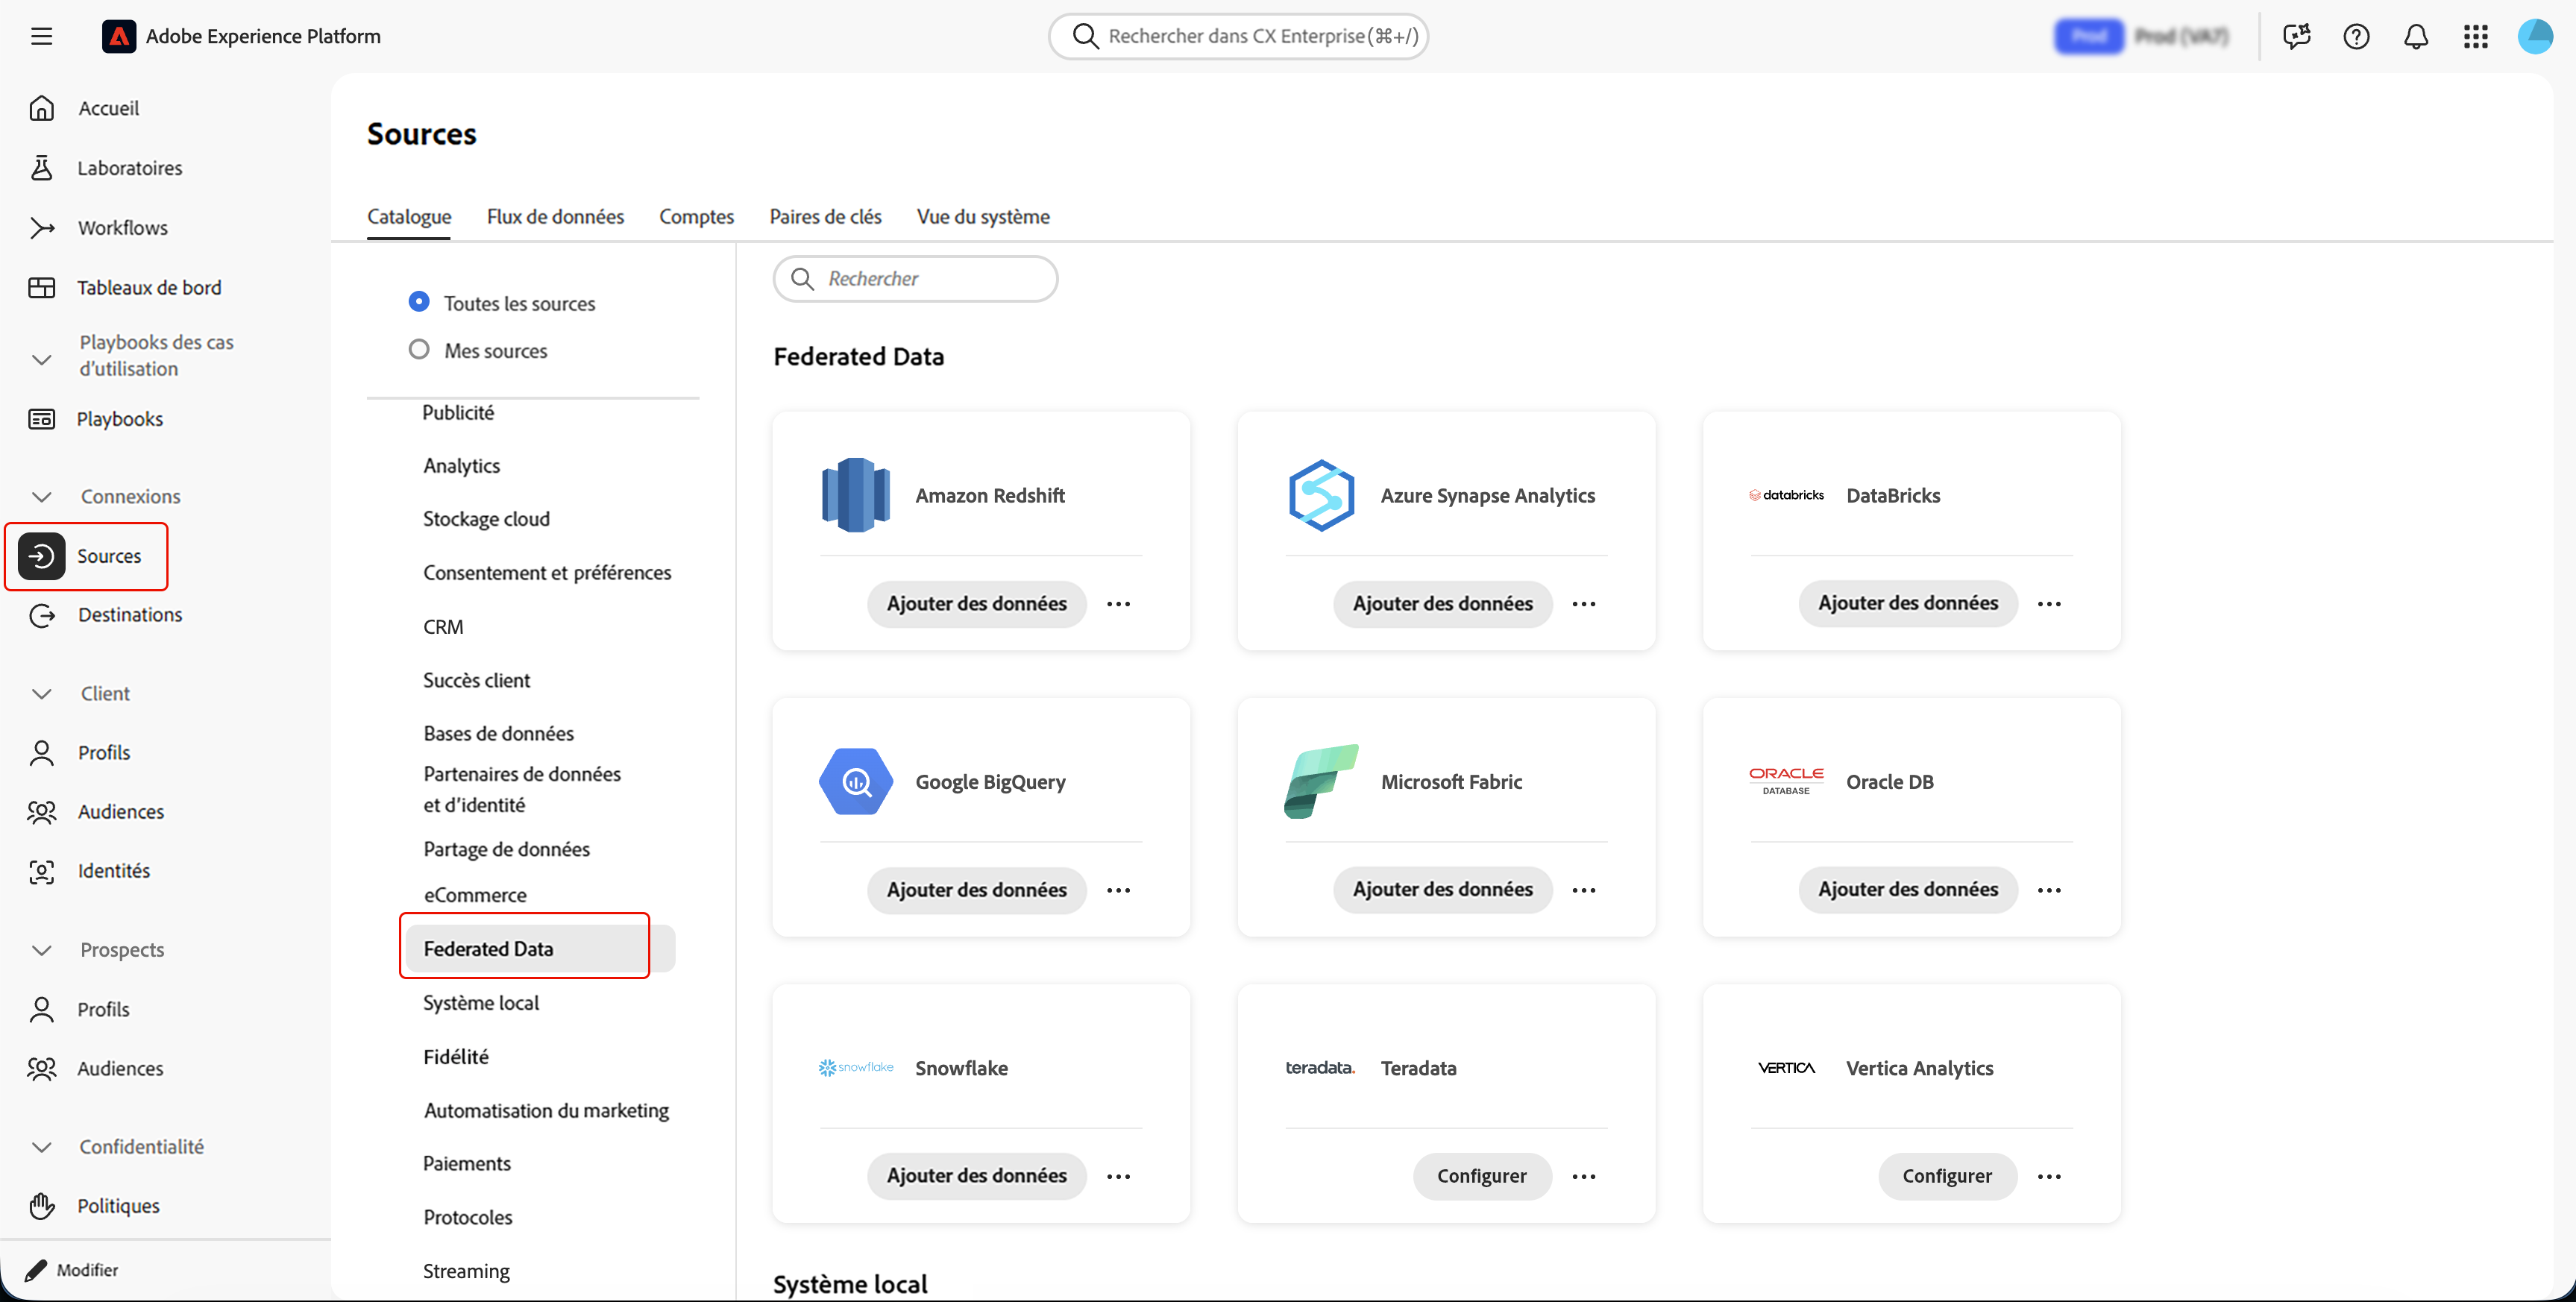 Adobe Experience Platform
Rechercher dans CX Enterprise(⌘+/)
Prod
Prod (VA7)
Accueil
Laboratoires
Workflows
Tableaux de bord
Playbooks des cas
d’utilisation
Playbooks
Connexions
Sources
Destinations
Client
Profils
Audiences
Identités
Prospects
Profils
Audiences
Confidentialité
Politiques
Modifier
Sources
Catalogue
Flux de données
Comptes
Paires de clés
Vue du système
Toutes les sources
Mes sources
Publicité
Analytics
Stockage cloud
Consentement et préférences
CRM
Succès client
Bases de données
Partenaires de données
et d’identité
Partage de données
eCommerce
Federated Data
Système local
Fidélité
Automatisation du marketing
Paiements
Protocoles
Streaming
Rechercher
Federated Data
Amazon Redshift
Ajouter des données
Azure Synapse Analytics
Ajouter des données
databricks
DataBricks
Ajouter des données
Google BigQuery
Ajouter des données
Microsoft Fabric
Ajouter des données
ORACLE
DATABASE
Oracle DB
Ajouter des données
snowflake
Snowflake
Ajouter des données
teradata.
Teradata
Configurer
VERTICA
Vertica Analytics
Configurer
Système local